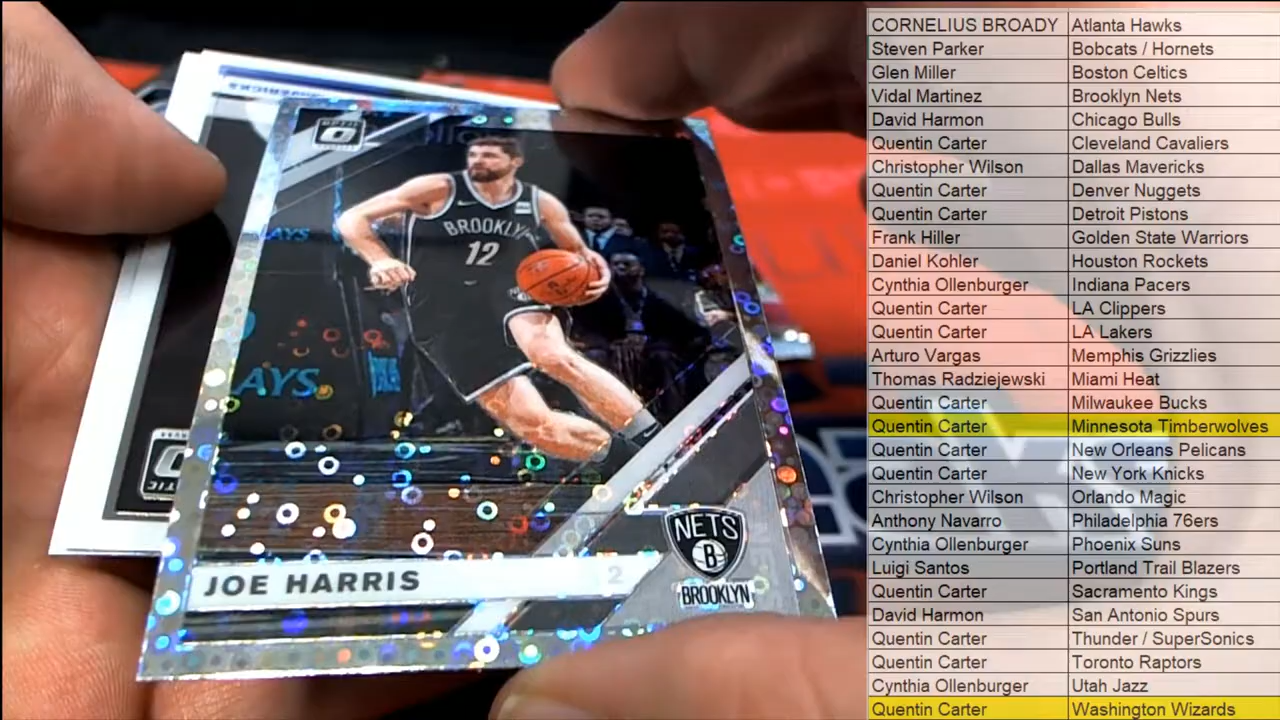 OPTIC
BROOKLYN
12
AYS
JOE HARRIS
2
NETS
B
BROOKLYN
CORNELIUS BROADY Atlanta Hawks
Steven Parker Bobcats / Hornets
Glen Miller Boston Celtics
Vidal Martinez Brooklyn Nets
David Harmon Chicago Bulls
Quentin Carter Cleveland Cavaliers
Christopher Wilson Dallas Mavericks
Quentin Carter Denver Nuggets
Quentin Carter Detroit Pistons
Frank Hiller Golden State Warriors
Daniel Kohler Houston Rockets
Cynthia Ollenburger Indiana Pacers
Quentin Carter LA Clippers
Quentin Carter LA Lakers
Arturo Vargas Memphis Grizzlies
Thomas Radziejewski Miami Heat
Quentin Carter Milwaukee Bucks
Quentin Carter Minnesota Timberwolves
Quentin Carter New Orleans Pelicans
Quentin Carter New York Knicks
Christopher Wilson Orlando Magic
Anthony Navarro Philadelphia 76ers
Cynthia Ollenburger Phoenix Suns
Luigi Santos Portland Trail Blazers
Quentin Carter Sacramento Kings
David Harmon San Antonio Spurs
Quentin Carter Thunder / SuperSonics
Quentin Carter Toronto Raptors
Cynthia Ollenburger Utah Jazz
Quentin Carter Washington Wizards